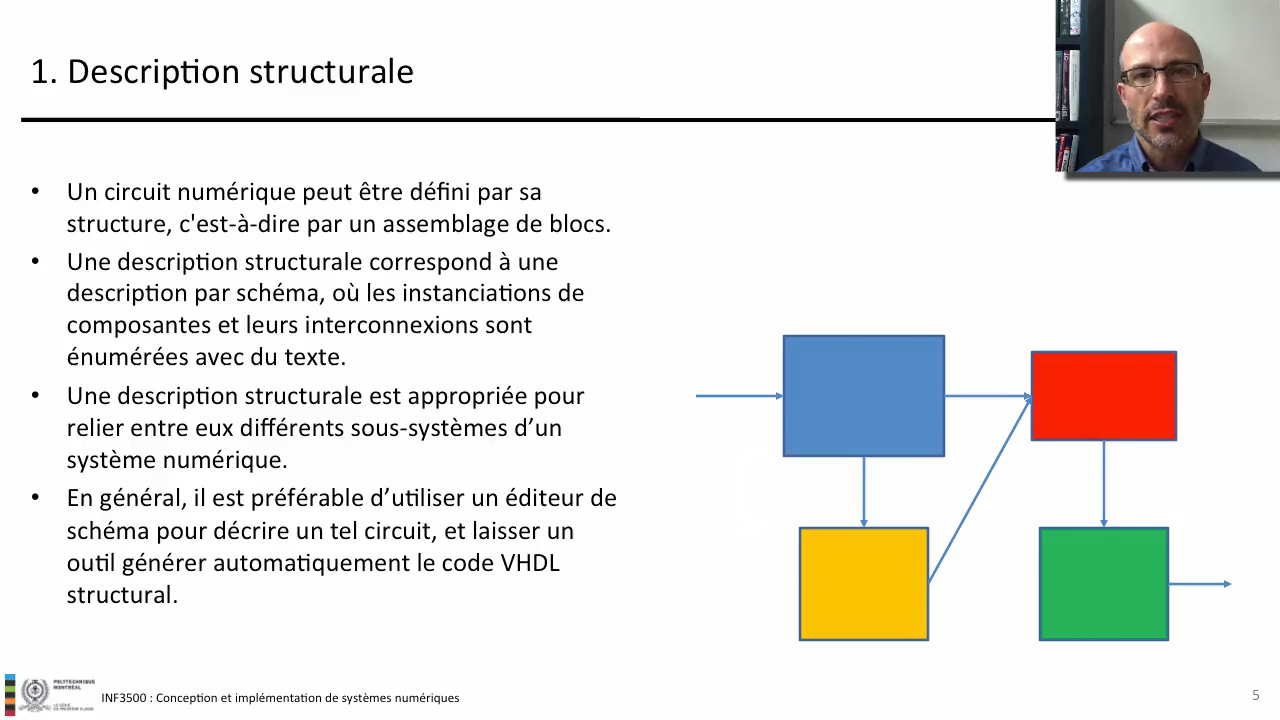 1. Description structurale
• Un circuit numérique peut être défini par sa
structure, c'est-à-dire par un assemblage de blocs.
• Une description structurale correspond à une
description par schéma, où les instanciations de
composantes et leurs interconnexions sont
énumérées avec du texte.
• Une description structurale est appropriée pour
relier entre eux différents sous-systèmes d’un
système numérique.
• En général, il est préférable d’utiliser un éditeur de
schéma pour décrire un tel circuit, et laisser un
outil générer automatiquement le code VHDL
structural.
POLYTECHNIQUE
MONTRÉAL
INF3500 : Conception et implémentation de systèmes numériques
5